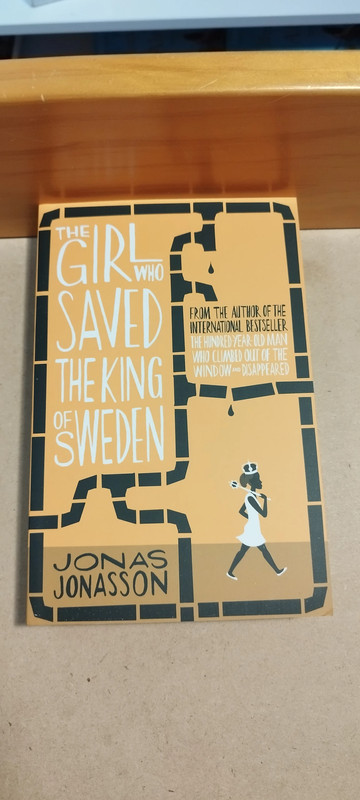 THE
GIRL
WHO
SAVED
THE KING
OF
SWEDEN
FROM THE AUTHOR OF THE
INTERNATIONAL BESTSELLER
THE HUNDRED-YEAR-OLD MAN
WHO CLIMBED OUT OF THE
WINDOW AND DISAPPEARED
JONAS
JONASSON